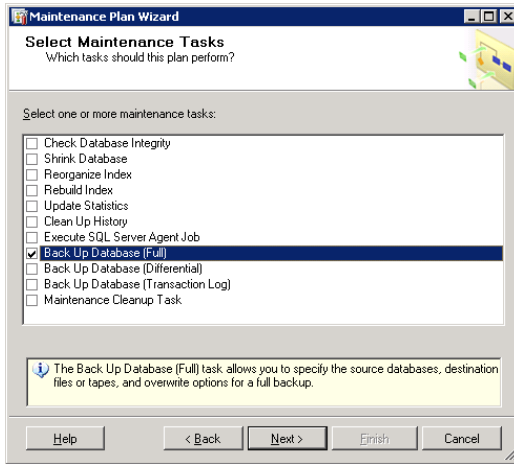 Maintenance Plan Wizard
Select Maintenance Tasks
Which tasks should this plan perform?
Select one or more maintenance tasks:
Check Database Integrity
Shrink Database
Reorganize Index
Rebuild Index
Update Statistics
Clean Up History
Execute SQL Server Agent Job
Back Up Database (Full)
Back Up Database (Differential)
Back Up Database (Transaction Log)
Maintenance Cleanup Task
The Back Up Database (Full) task allows you to specify the source databases, destination
files or tapes, and overwrite options for a full backup.
Help < Back Next > Finish Cancel